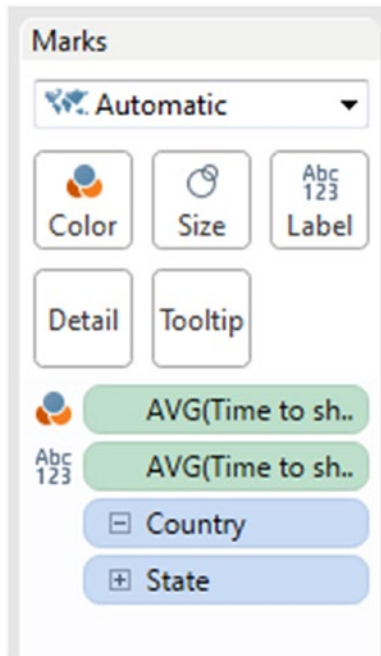 Marks
Automatic
Color Size Abc 123 Label
Detail Tooltip
AVG(Time to sh..
Abc 123 AVG(Time to sh..
Country
State